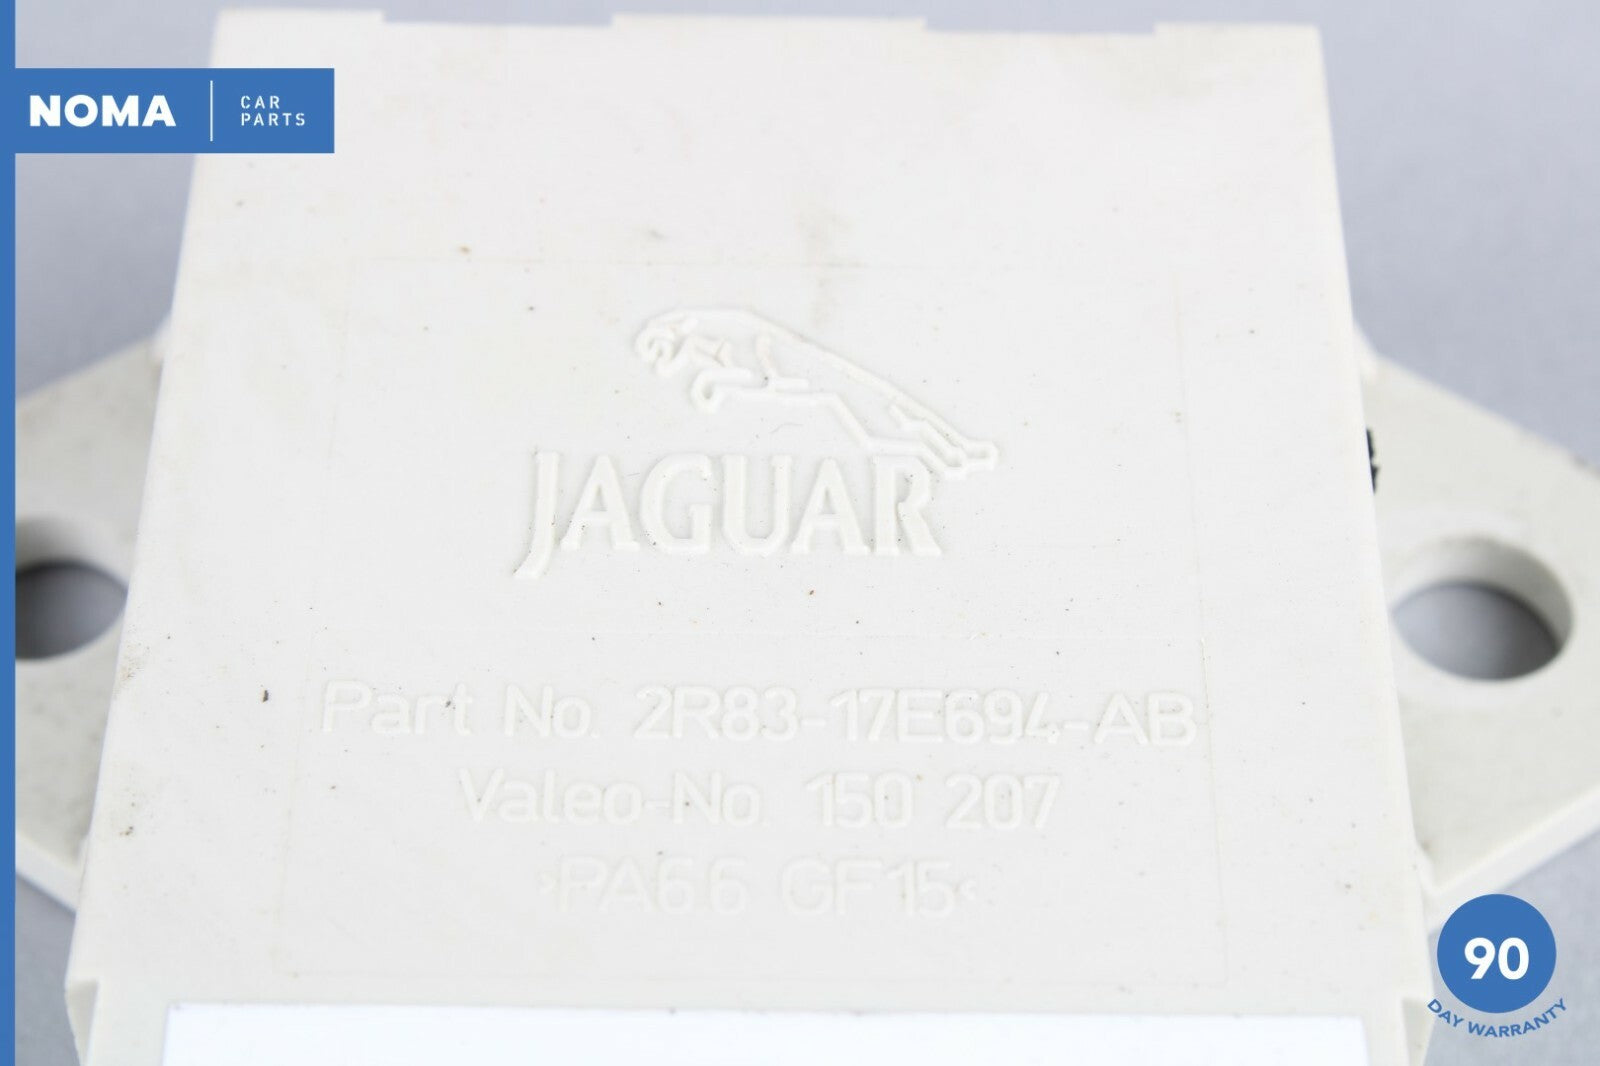 NOMA
CAR
PARTS
JAGUAR
Part No. 2R83-17E694-AB
Valeo-No. 150 207
>PA6.6 GF15<
90
DAY WARRANTY